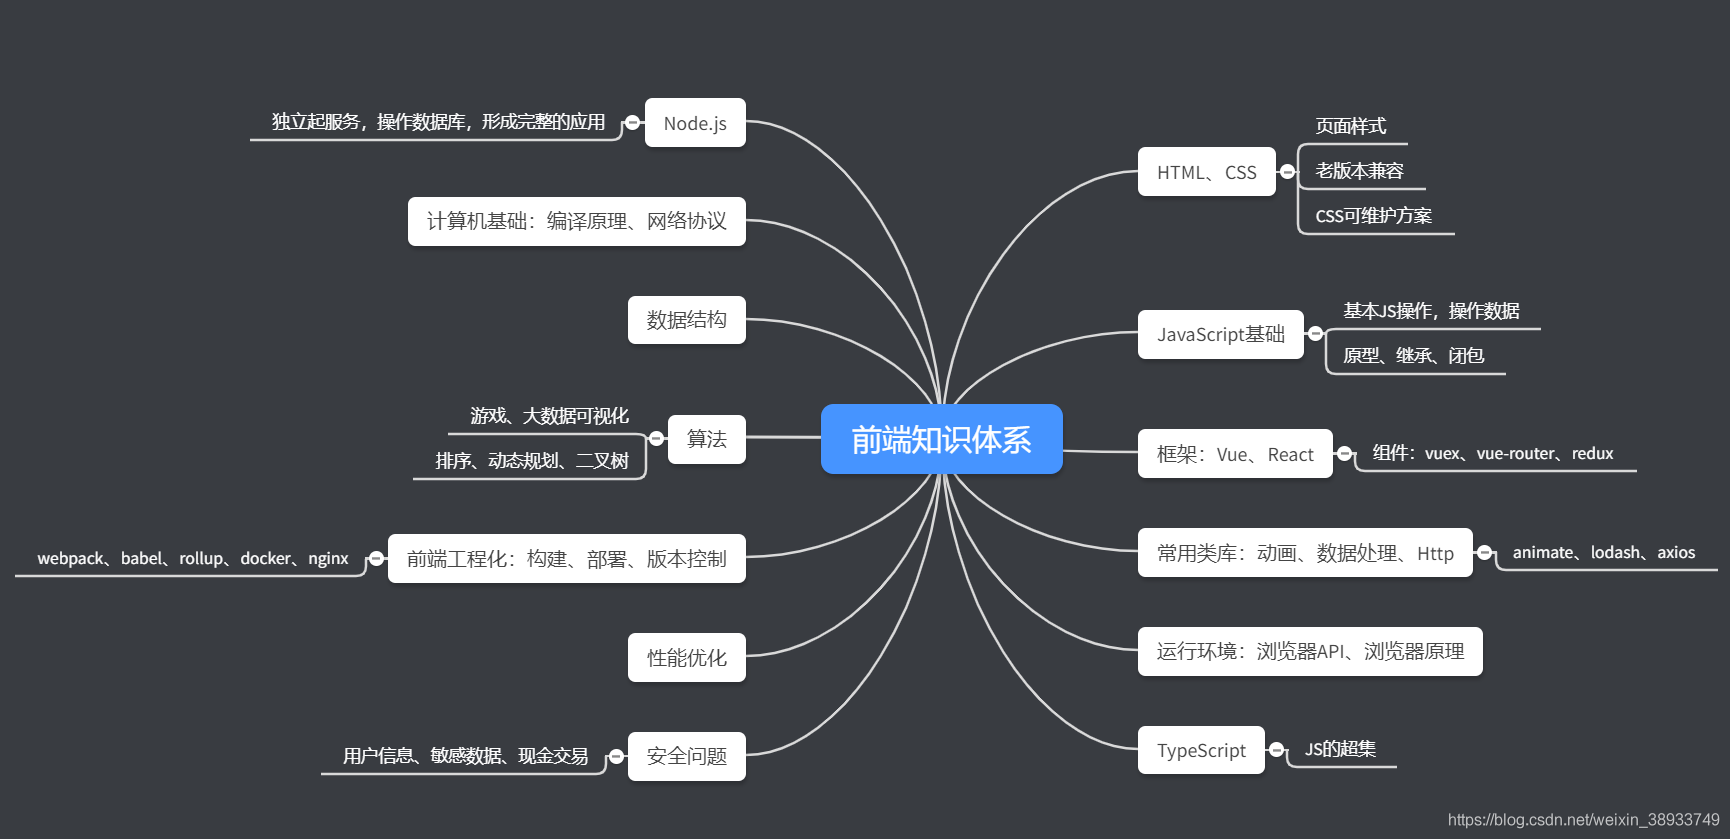 前端知识体系
HTML、CSS
页面样式
老版本兼容
CSS可维护方案
JavaScript基础
基本JS操作，操作数据
原型、继承、闭包
框架：Vue、React
组件：vuex、vue-router、redux
常用类库：动画、数据处理、Http
animate、lodash、axios
运行环境：浏览器API、浏览器原理
TypeScript
JS的超集
Node.js
独立起服务，操作数据库，形成完整的应用
计算机基础：编译原理、网络协议
数据结构
算法
游戏、大数据可视化
排序、动态规划、二叉树
前端工程化：构建、部署、版本控制
webpack、babel、rollup、docker、nginx
性能优化
安全问题
用户信息、敏感数据、现金交易
https://blog.csdn.net/weixin_38933749